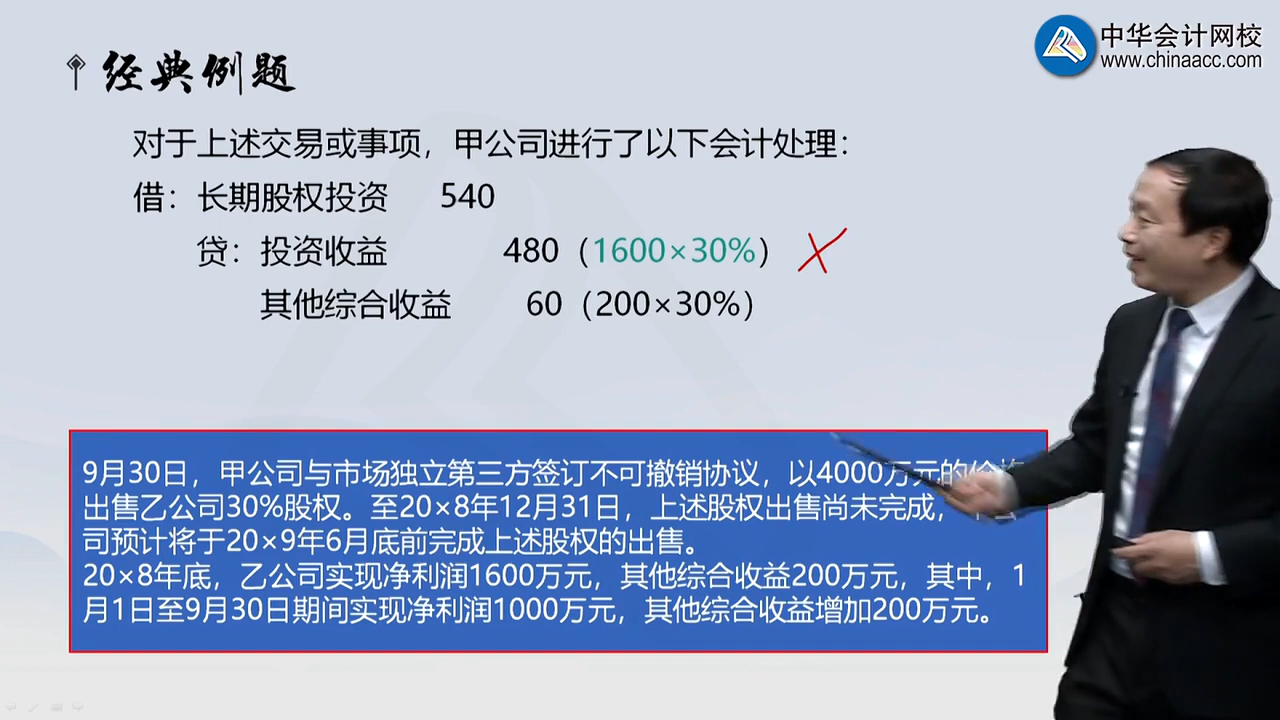 经典例题
中华会计网校
www.chinaacc.com
对于上述交易或事项，甲公司进行了以下会计处理：
借：长期股权投资 540
贷：投资收益 480（1600×30%）
其他综合收益 60（200×30%）
9月30日，甲公司与市场独立第三方签订不可撤销协议，以4000万元的
出售乙公司30%股权。至20×8年12月31日，上述股权出售尚未完成，
司预计将于20×9年6月底前完成上述股权的出售。
20×8年底，乙公司实现净利润1600万元，其他综合收益200万元，其中，1
月1日至9月30日期间实现净利润1000万元，其他综合收益增加200万元。